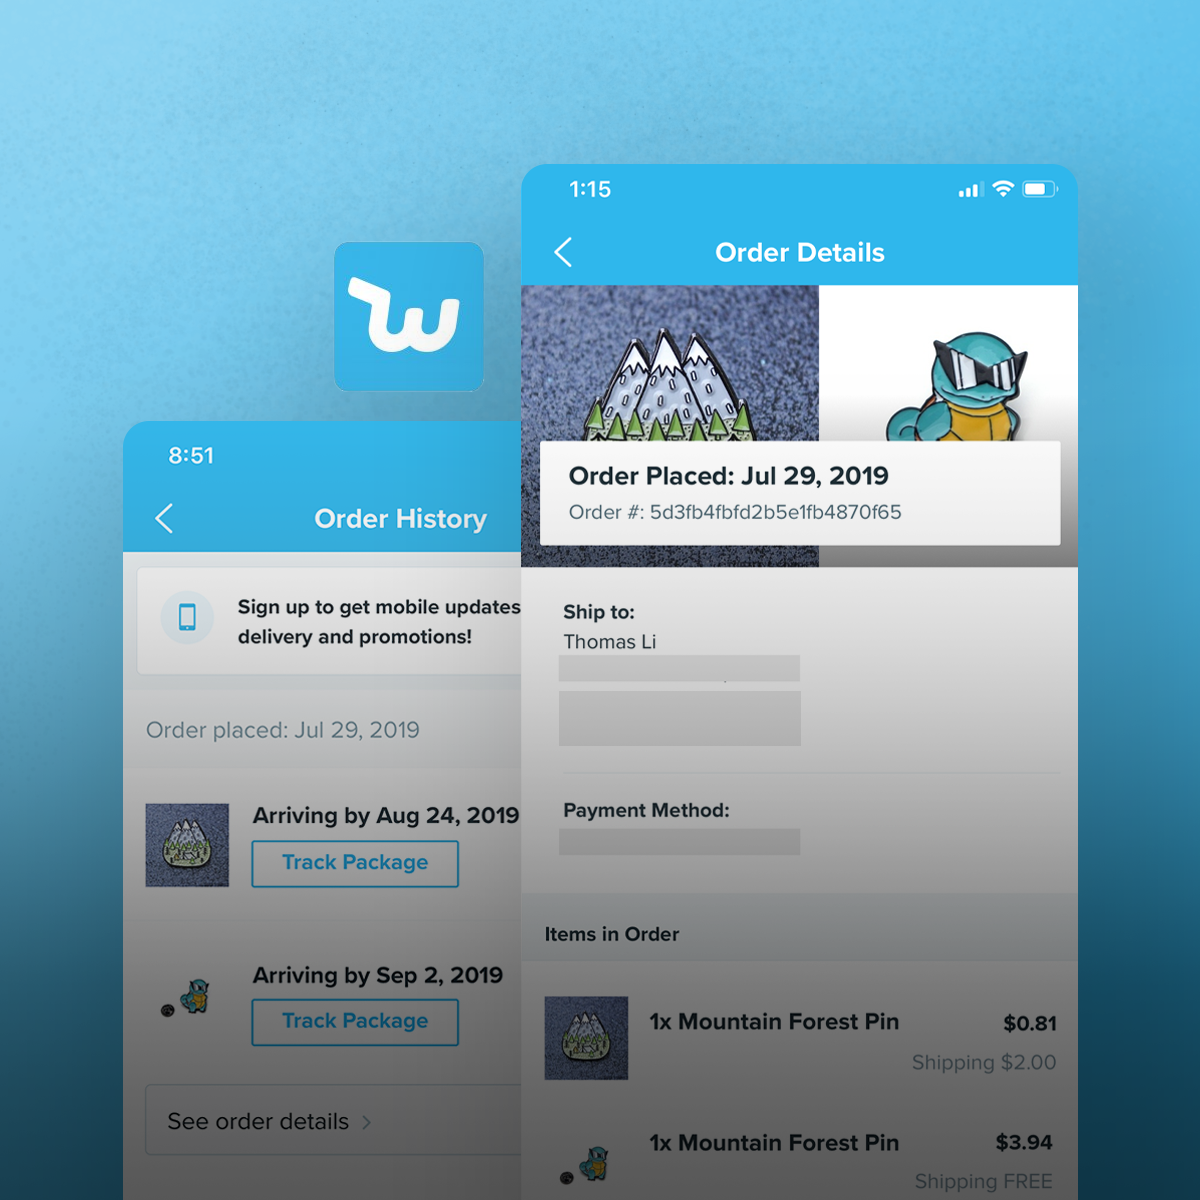 8:51
Order History
Sign up to get mobile updates
delivery and promotions!
Order placed: Jul 29, 2019
Arriving by Aug 24, 2019
Track Package
Arriving by Sep 2, 2019
Track Package
See order details
1:15
Order Details
Order Placed: Jul 29, 2019
Order #: 5d3fb4fbfd2b5e1fb4870f65
Ship to:
Thomas Li
Payment Method:
Items in Order
1x Mountain Forest Pin $0.81
Shipping $2.00
1x Mountain Forest Pin $3.94
Shipping FREE